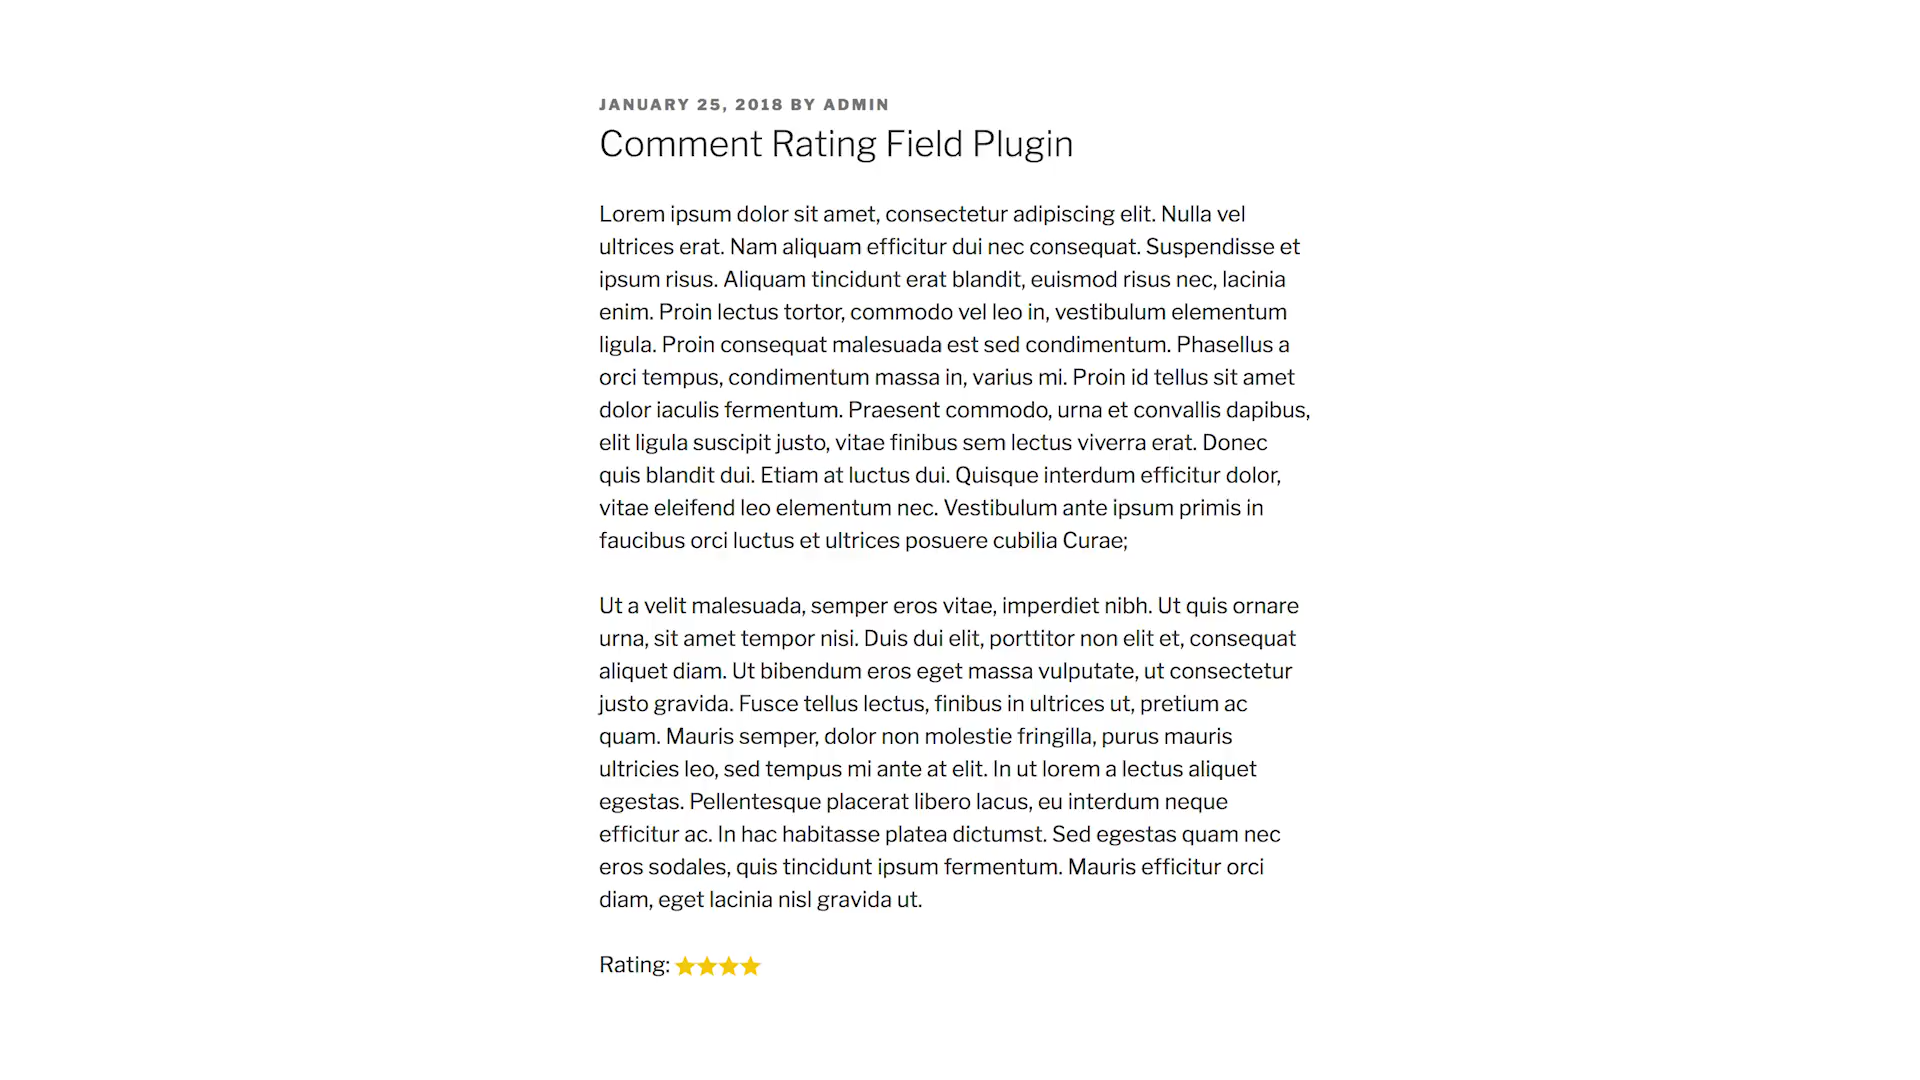 JANUARY 25, 2018 BY ADMIN
Comment Rating Field Plugin
Lorem ipsum dolor sit amet, consectetur adipiscing elit. Nulla vel
ultrices erat. Nam aliquam efficitur dui nec consequat. Suspendisse et
ipsum risus. Aliquam tincidunt erat blandit, euismod risus nec, lacinia
enim. Proin lectus tortor, commodo vel leo in, vestibulum elementum
ligula. Proin consequat malesuada est sed condimentum. Phasellus a
orci tempus, condimentum massa in, varius mi. Proin id tellus sit amet
dolor iaculis fermentum. Praesent commodo, urna et convallis dapibus,
elit ligula suscipit justo, vitae finibus sem lectus viverra erat. Donec
quis blandit dui. Etiam at luctus dui. Quisque interdum efficitur dolor,
vitae eleifend leo elementum nec. Vestibulum ante ipsum primis in
faucibus orci luctus et ultrices posuere cubilia Curae;
Ut a velit malesuada, semper eros vitae, imperdiet nibh. Ut quis ornare
urna, sit amet tempor nisi. Duis dui elit, porttitor non elit et, consequat
aliquet diam. Ut bibendum eros eget massa vulputate, ut consectetur
justo gravida. Fusce tellus lectus, finibus in ultrices ut, pretium ac
quam. Mauris semper, dolor non molestie fringilla, purus mauris
ultricies leo, sed tempus mi ante at elit. In ut lorem a lectus aliquet
egestas. Pellentesque placerat libero lacus, eu interdum neque
efficitur ac. In hac habitasse platea dictumst. Sed egestas quam nec
eros sodales, quis tincidunt ipsum fermentum. Mauris efficitur orci
diam, eget lacinia nisl gravida ut.
Rating: